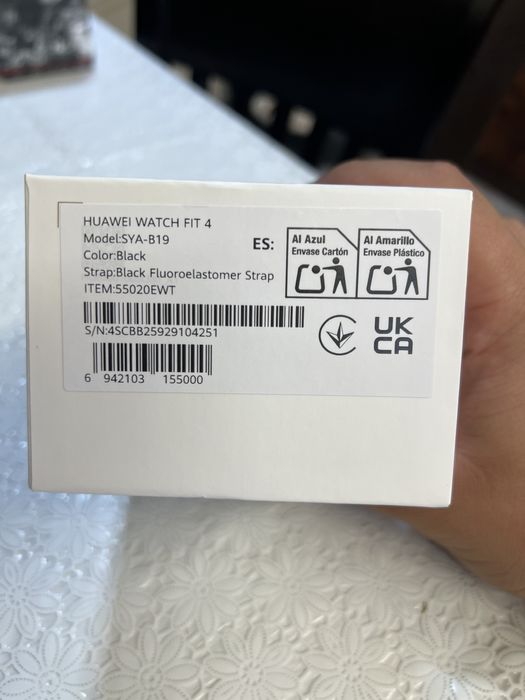 HUAWEI WATCH FIT 4
Model:SYA-B19
Color:Black
Strap:Black Fluoroelastomer Strap
ITEM:55020EWT
S/N:4SCBB25929104251
6 942103 155000
ES:
Al Azul
Envase Cartón
Al Amarillo
Envase Plástico
UK
CA